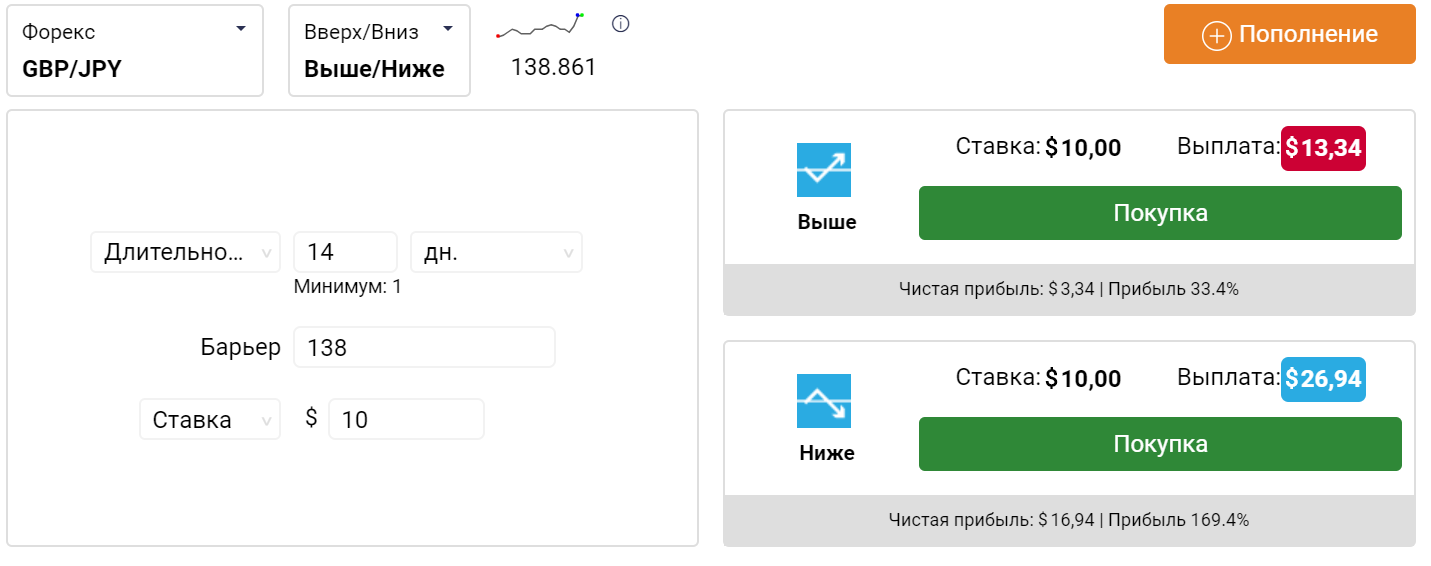 Форекс
GBP/JPY
Вверх/Вниз
Выше/Ниже
138.861
Пополнение
Длительно...
14
дн.
Минимум: 1
Барьер
138
Ставка
$
10
Выше
Ставка: $10,00
Выплата: $13,34
Покупка
Чистая прибыль: $3,34 | Прибыль 33.4%
Ниже
Ставка: $10,00
Выплата: $26,94
Покупка
Чистая прибыль: $16,94 | Прибыль 169.4%